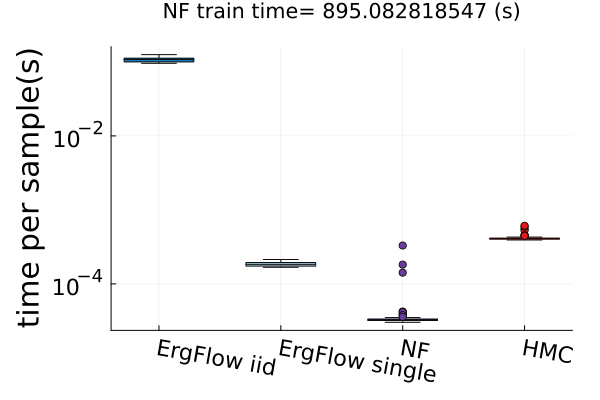 NF train time= 895.082818547 (s)
time per sample(s)
10⁻²
10⁻⁴
ErgFlow iid
ErgFlow single
NF
HMC